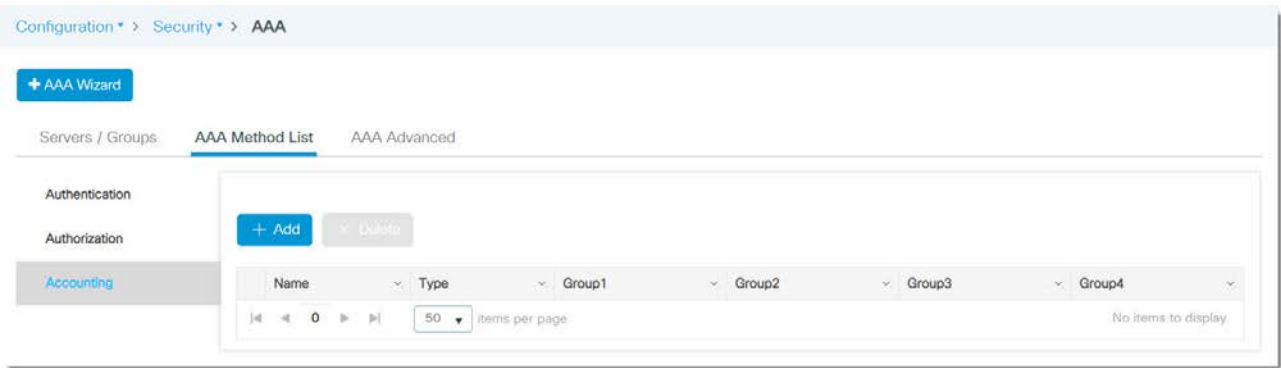 Configuration > Security > AAA
+ AAA Wizard
Servers / Groups AAA Method List AAA Advanced
Authentication
Authorization
+ Add × Delete
Accounting
Name Type Group1 Group2 Group3 Group4
0 50 items per page No items to display